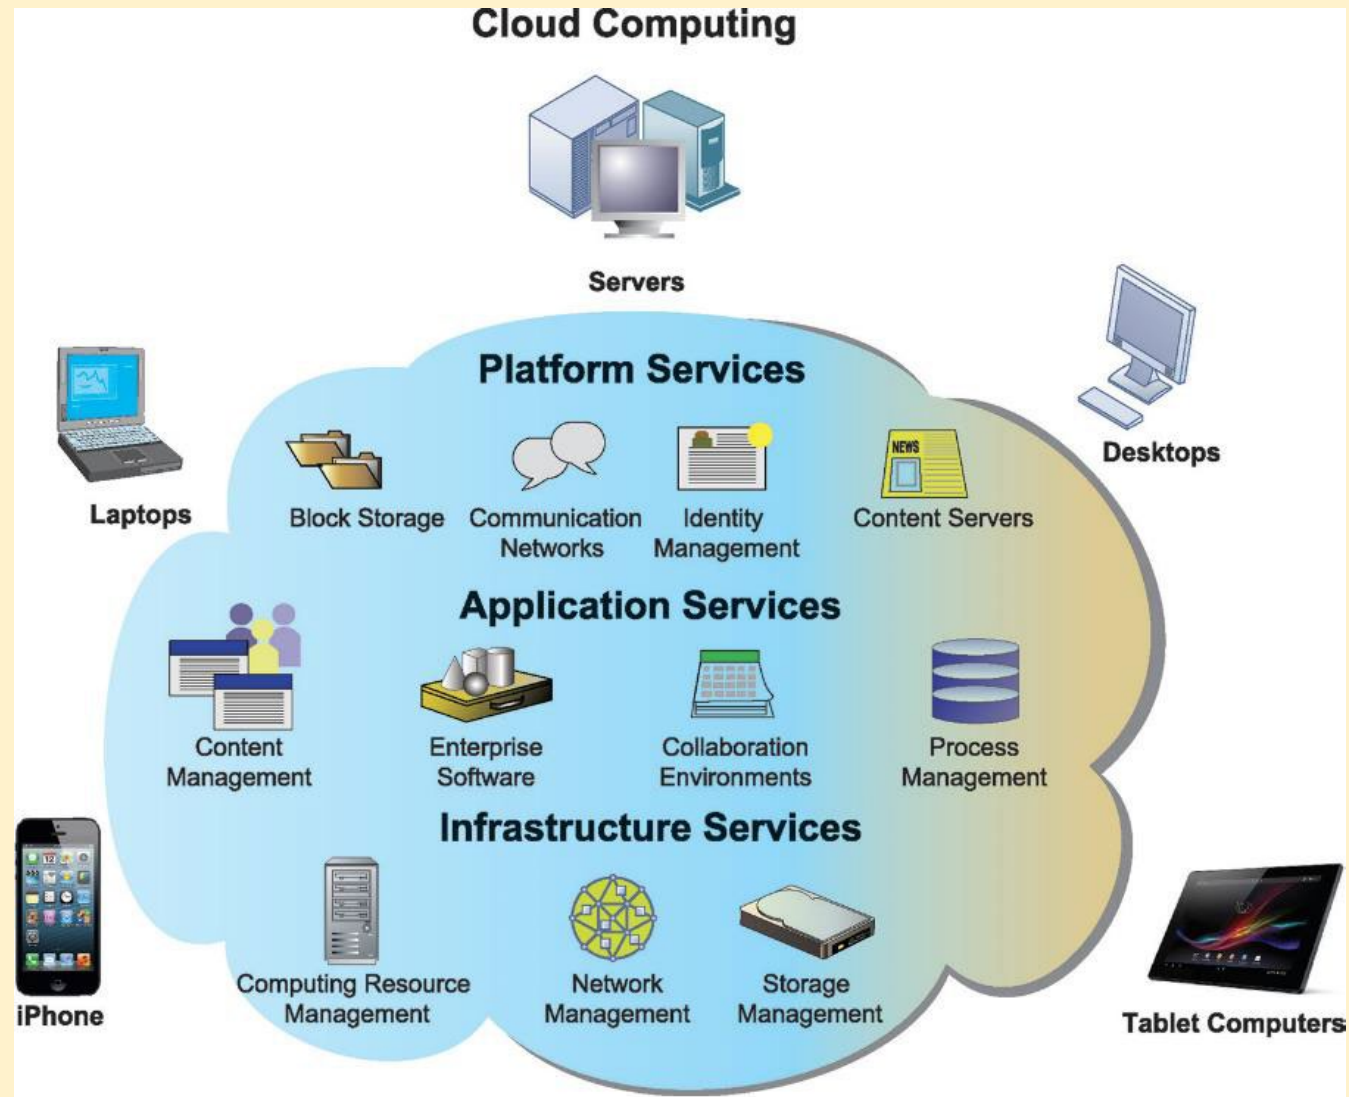 Cloud Computing
Servers
Desktops
Laptops
Platform Services
NEWS
Block Storage
Communication
Networks
Identity
Management
Content Servers
Application Services
Content
Management
Enterprise
Software
Collaboration
Environments
Process
Management
Infrastructure Services
Computing Resource
Management
Network
Management
Storage
Management
iPhone
12
Tablet Computers